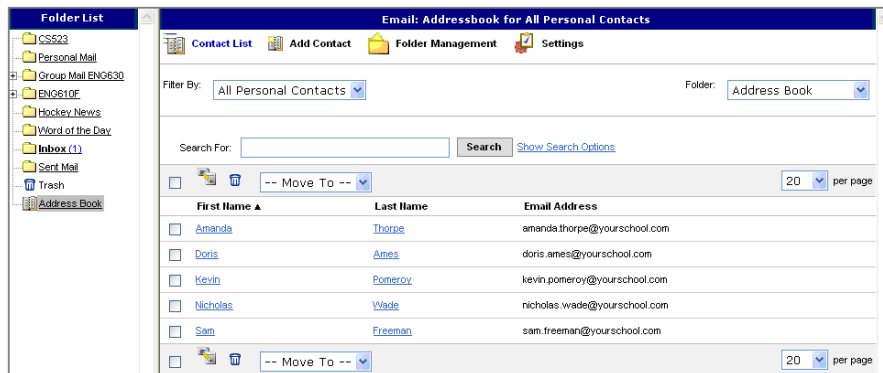 Folder List
CS523
Personal Mail
Group Mail ENG630
ENG610F
Hockey News
Word of the Day
Inbox (1)
Sent Mail
Trash
Address Book
Email: Addressbook for All Personal Contacts
Contact List Add Contact Folder Management Settings
Filter By: All Personal Contacts Folder: Address Book
Search For: Search Show Search Options
-- Move To -- 20 per page
First Name ▲ Last Name Email Address
Amanda Thorpe amanda.thorpe@yourschool.com
Doris Ames doris.ames@yourschool.com
Kevin Pomeroy kevin.pomeroy@yourschool.com
Nicholas Wade nicholas.wade@yourschool.com
Sam Freeman sam.freeman@yourschool.com
-- Move To -- 20 per page